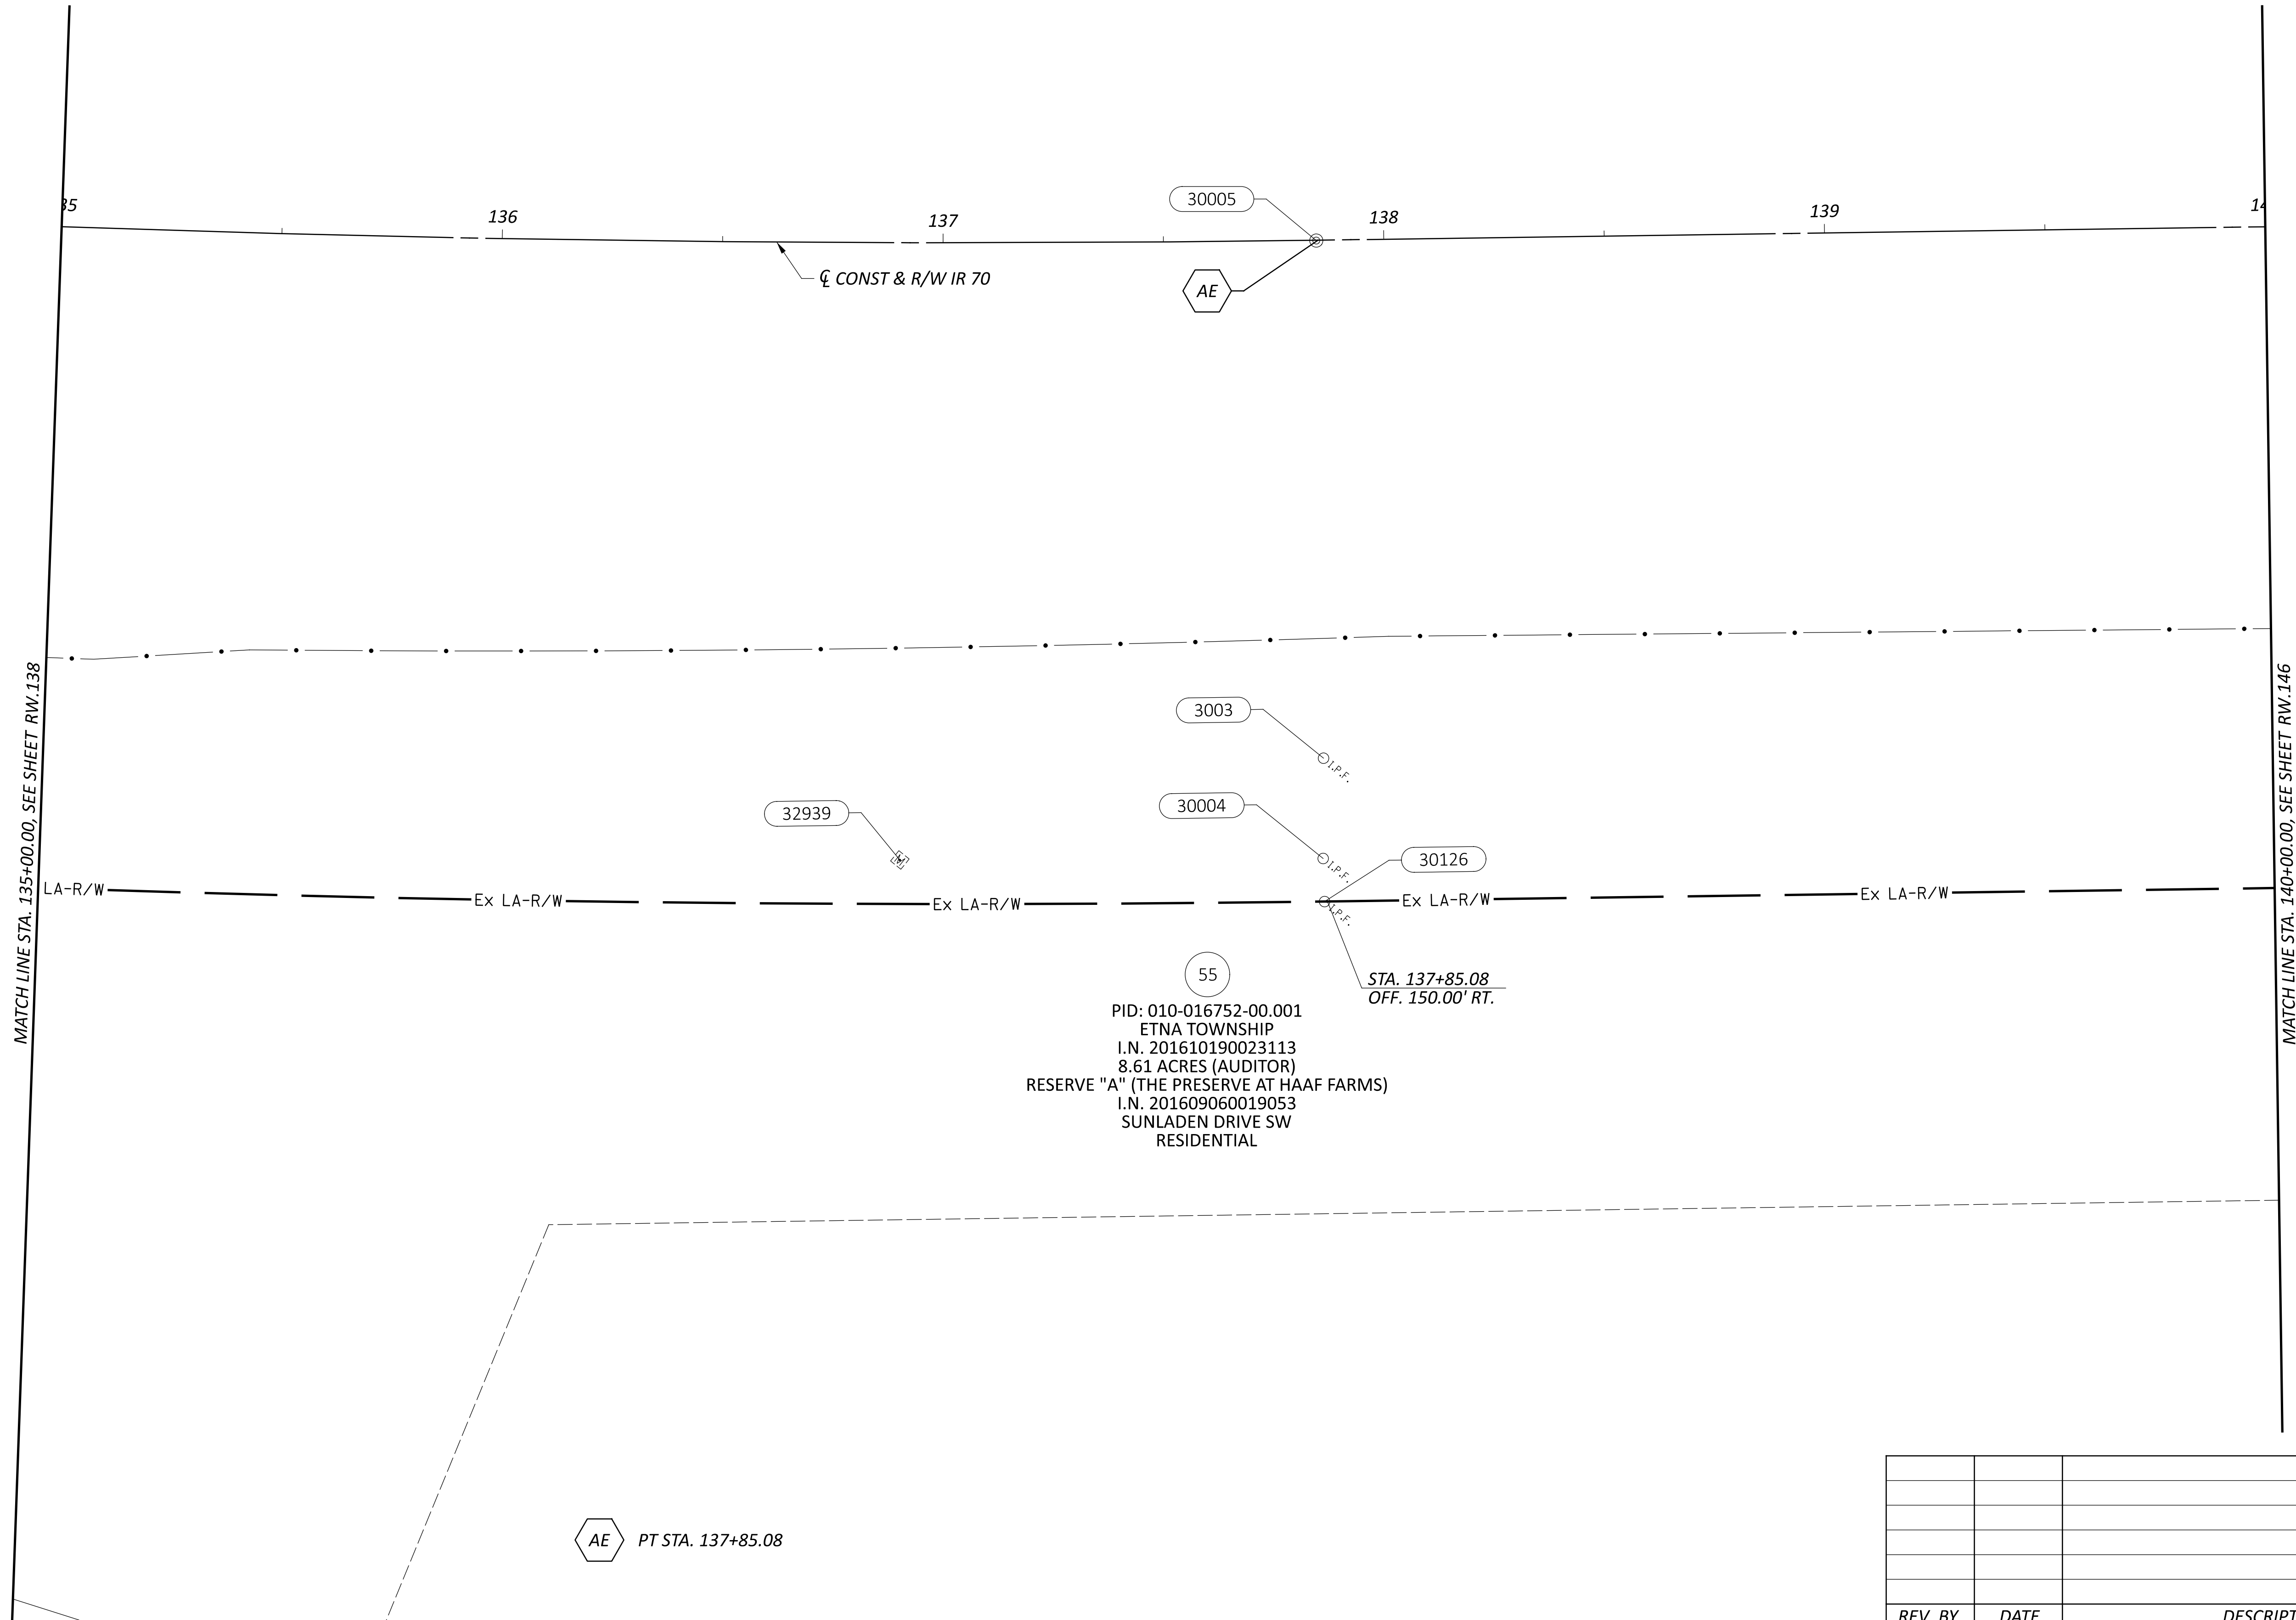 35
136
137
30005
138
139
14
℄ CONST & R/W IR 70
AE
MATCH LINE STA. 135+00.00, SEE SHEET RW.138
MATCH LINE STA. 140+00.00, SEE SHEET RW.146
3003
I.P.F.
32939
30004
I.P.F.
30126
LA-R/W
Ex LA-R/W
Ex LA-R/W
Ex LA-R/W
Ex LA-R/W
I.P.F.
55
STA. 137+85.08
OFF. 150.00' RT.
PID: 010-016752-00.001
ETNA TOWNSHIP
I.N. 201610190023113
8.61 ACRES (AUDITOR)
RESERVE "A" (THE PRESERVE AT HAAF FARMS)
I.N. 201609060019053
SUNLADEN DRIVE SW
RESIDENTIAL
AE PT STA. 137+85.08
REV. BY DATE DESCRIPT